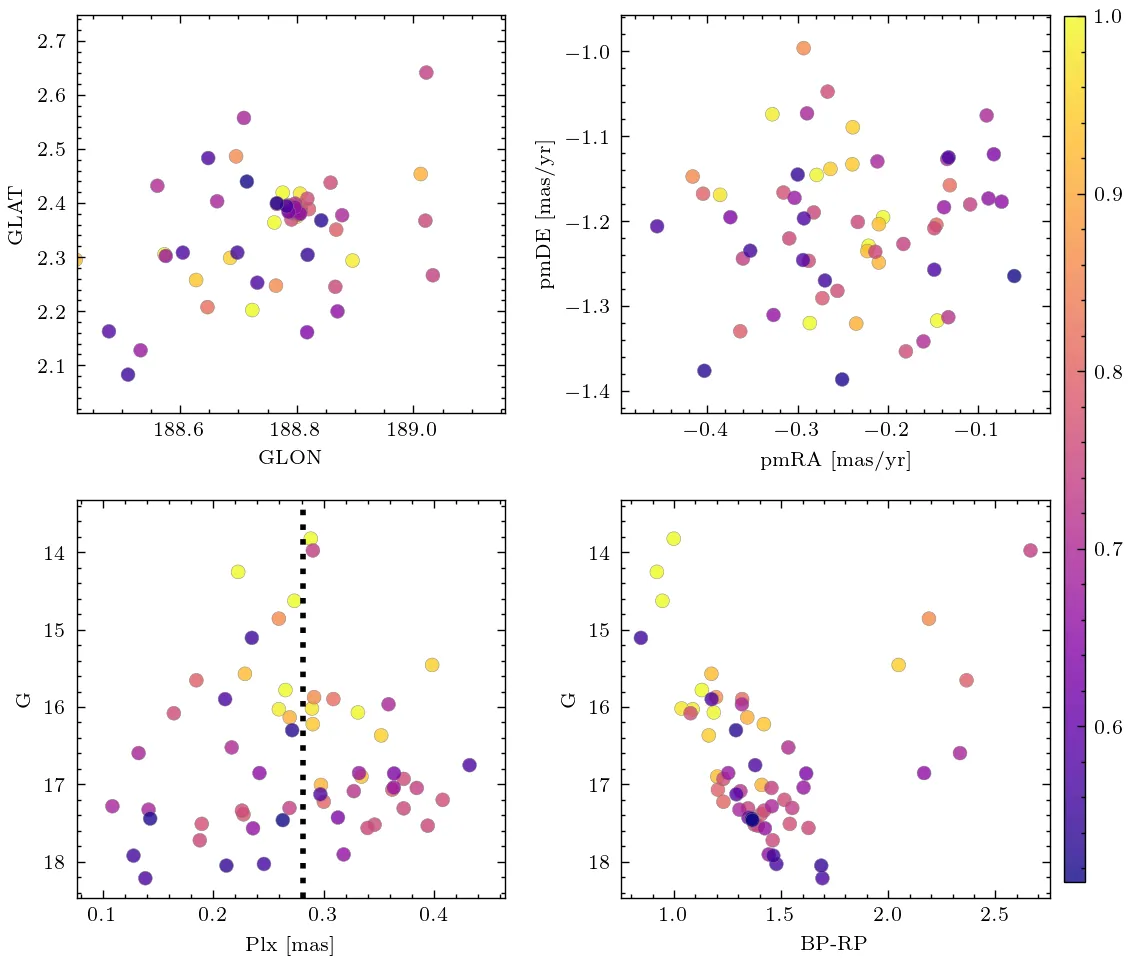 2.7
2.6
2.5
2.4
2.3
2.2
2.1
GLAT
188.6 188.8 189.0
GLON
−1.0
−1.1
−1.2
−1.3
−1.4
pmDE [mas/yr]
−0.4 −0.3 −0.2 −0.1
pmRA [mas/yr]
1.0
0.9
0.8
0.7
0.6
14
15
16
17
18
G
0.1 0.2 0.3 0.4
Plx [mas]
14
15
16
17
18
G
1.0 1.5 2.0 2.5
BP-RP